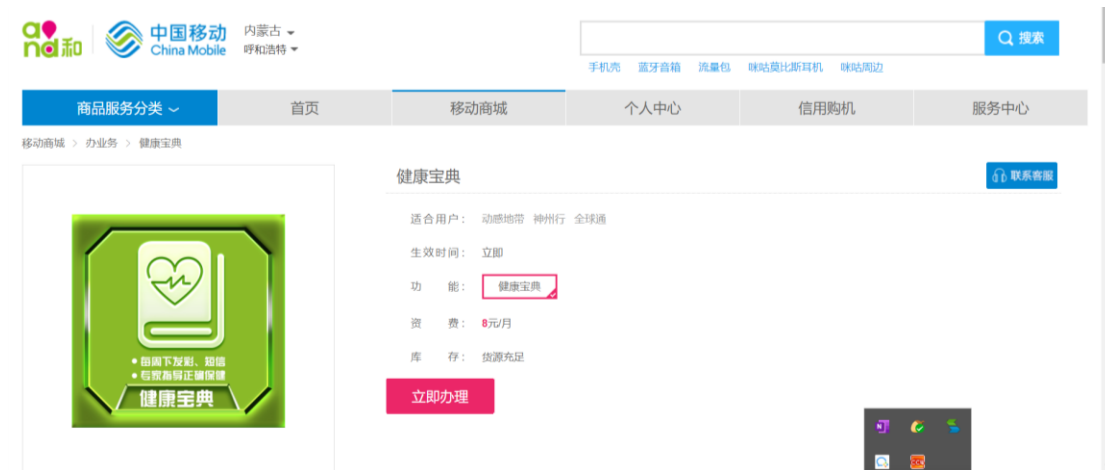 and和
中国移动
China Mobile
内蒙古
呼和浩特
搜索
手机壳 蓝牙音箱 流量包 咪咕莫比斯耳机 咪咕周边
商品服务分类 首页 移动商城 个人中心 信用购机 服务中心
移动商城 > 办业务 > 健康宝典
健康宝典
联系客服
适合用户： 动感地带 神州行 全球通
生效时间： 立即
功 能： 健康宝典
资 费： 8元/月
库 存： 货源充足
立即办理
• 每周下发彩、短信
• 专家指导正确保健
健康宝典